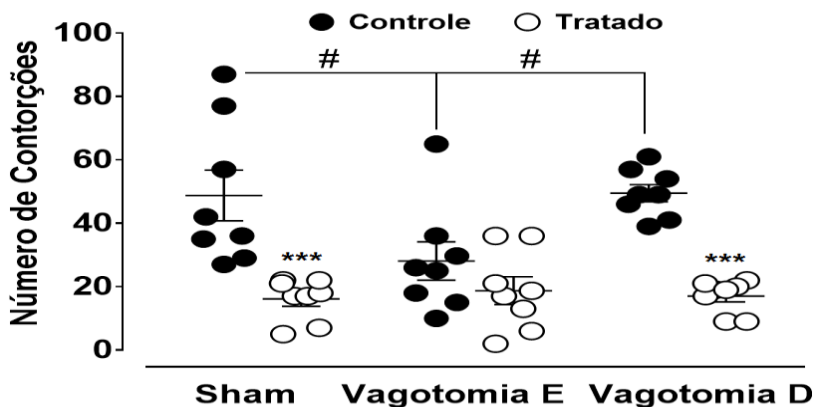 Controle Tratado
Número de Contorções
100
# #
80
60
40
*** ***
20
0
Sham Vagotomia E Vagotomia D